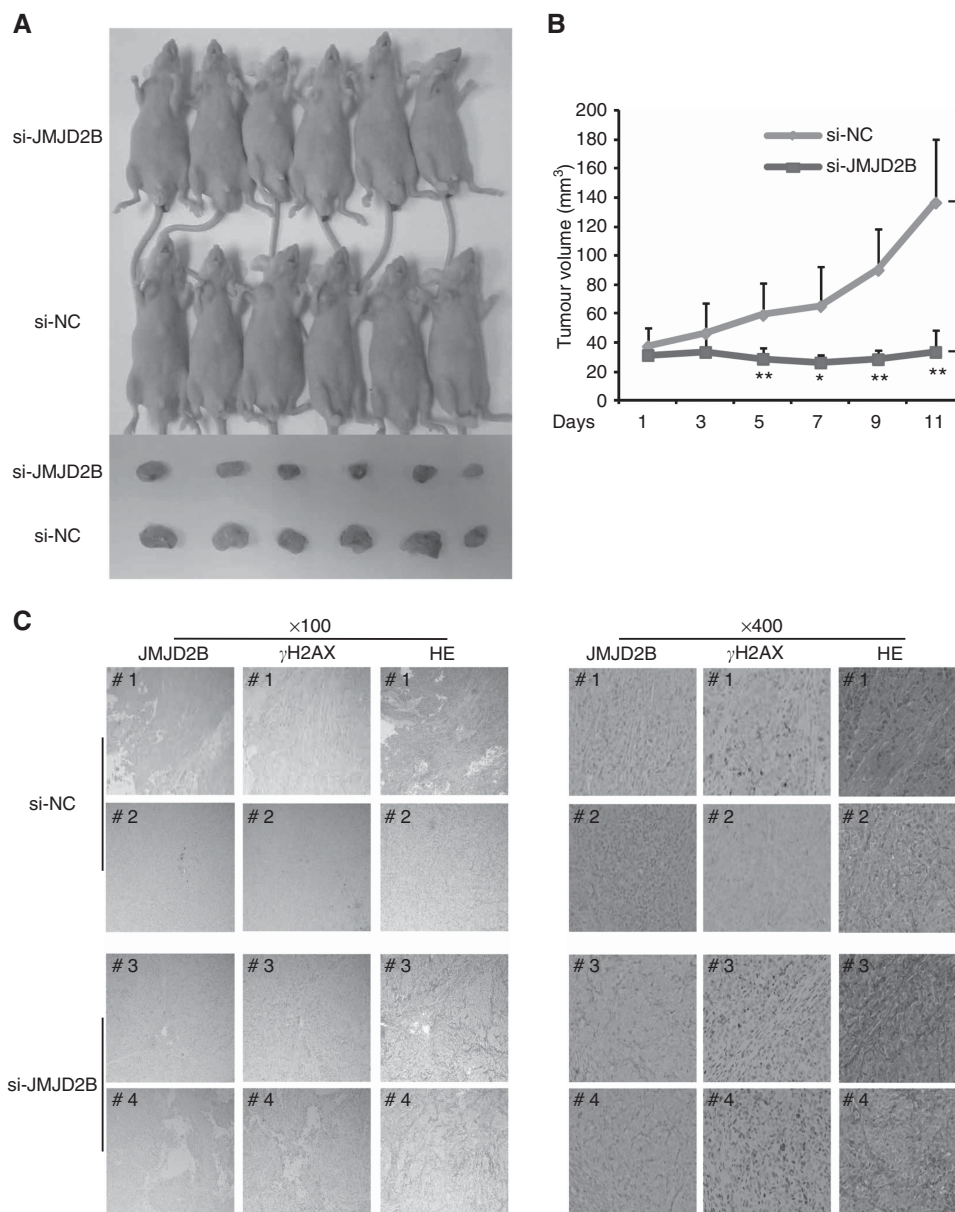 A
si-JMJD2B
si-NC
si-JMJD2B
si-NC
B
200
180
160
140
120
100
80
60
40
20
0
Tumour volume (mm³)
si-NC
si-JMJD2B
** * ** **
Days 1 3 5 7 9 11
C
×100
JMJD2B γH2AX HE
×400
JMJD2B γH2AX HE
si-NC
# 1 # 1 # 1 # 1 # 1 # 1
# 2 # 2 # 2 # 2 # 2 # 2
si-JMJD2B
# 3 # 3 # 3 # 3 # 3 # 3
# 4 # 4 # 4 # 4 # 4 # 4